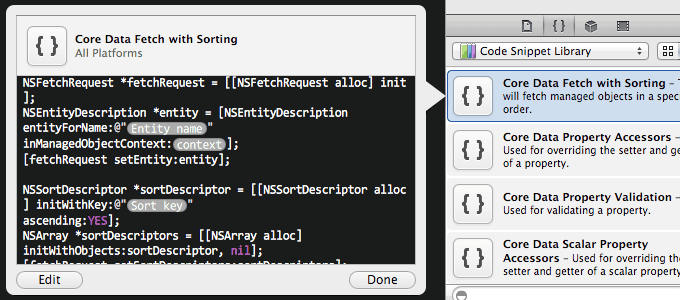 Core Data Fetch with Sorting
All Platforms
NSFetchRequest *fetchRequest = [[NSFetchRequest alloc] init
];
NSEntityDescription *entity = [NSEntityDescription
entityForName:@"Entity name"
inManagedObjectContext:context];
[fetchRequest setEntity:entity];
NSSortDescriptor *sortDescriptor = [[NSSortDescriptor alloc
] initWithKey:@"Sort key"
ascending:YES];
NSArray *sortDescriptors = [[NSArray alloc]
initWithObjects:sortDescriptor, nil];
[fetchRequest setSortDescriptors:sortDescriptors];
Edit
Done
{ }
Code Snippet Library
Core Data Fetch with Sorting –
will fetch managed objects in a spec
order.
Core Data Property Accessors –
Used for overriding the setter and ge
of a property.
Core Data Property Validation –
Used for validating a property.
Core Data Scalar Property
Accessors – Used for overriding the
setter and getter of a scalar property